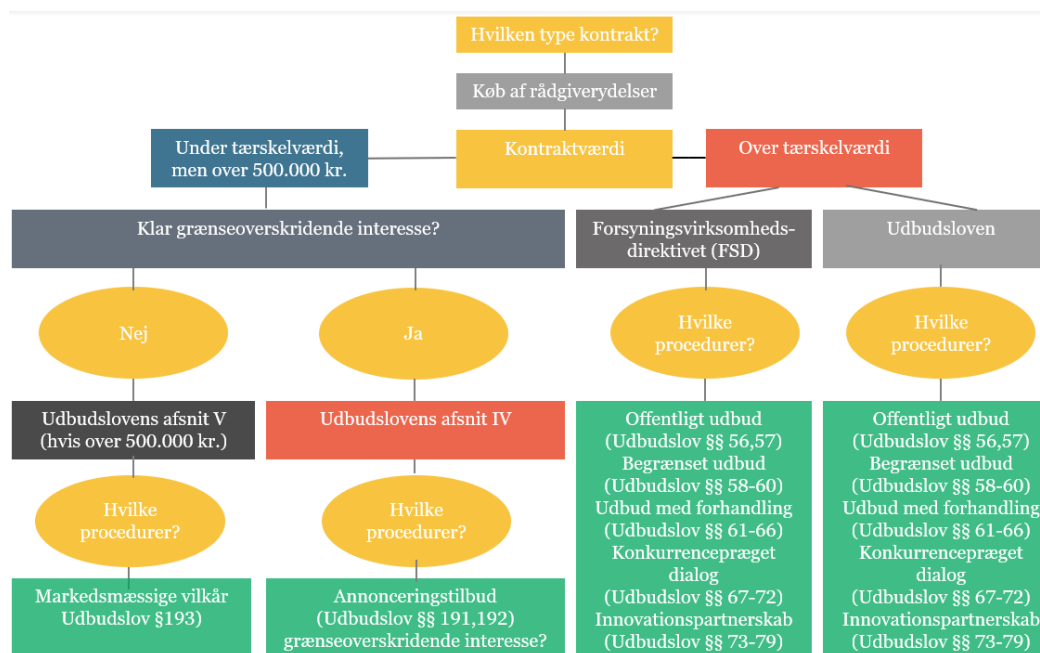 Hvilken type kontrakt?
Køb af rådgiverydelser
Under tærskelværdi,
men over 500.000 kr.
Kontraktværdi
Over tærskelværdi
Klar grænseoverskridende interesse?
Forsyningsvirksomheds-
direktivet (FSD)
Udbudsloven
Nej
Ja
Hvilke
procedurer?
Hvilke
procedurer?
Udbudslovens afsnit V
(hvis over 500.000 kr.)
Udbudslovens afsnit IV
Hvilke
procedurer?
Hvilke
procedurer?
Markedsmæssige vilkår
Udbudslov §193)
Annonceringstilbud
(Udbudslov §§ 191,192)
grænseoverskridende interesse?
Offentligt udbud
(Udbudslov §§ 56,57)
Begrænset udbud
(Udbudslov §§ 58-60)
Udbud med forhandling
(Udbudslov §§ 61-66)
Konkurrencepræget
dialog
(Udbudslov §§ 67-72)
Innovationspartnerskab
(Udbudslov §§ 73-79)
Offentligt udbud
(Udbudslov §§ 56,57)
Begrænset udbud
(Udbudslov §§ 58-60)
Udbud med forhandling
(Udbudslov §§ 61-66)
Konkurrencepræget
dialog
(Udbudslov §§ 67-72)
Innovationspartnerskab
(Udbudslov §§ 73-79)